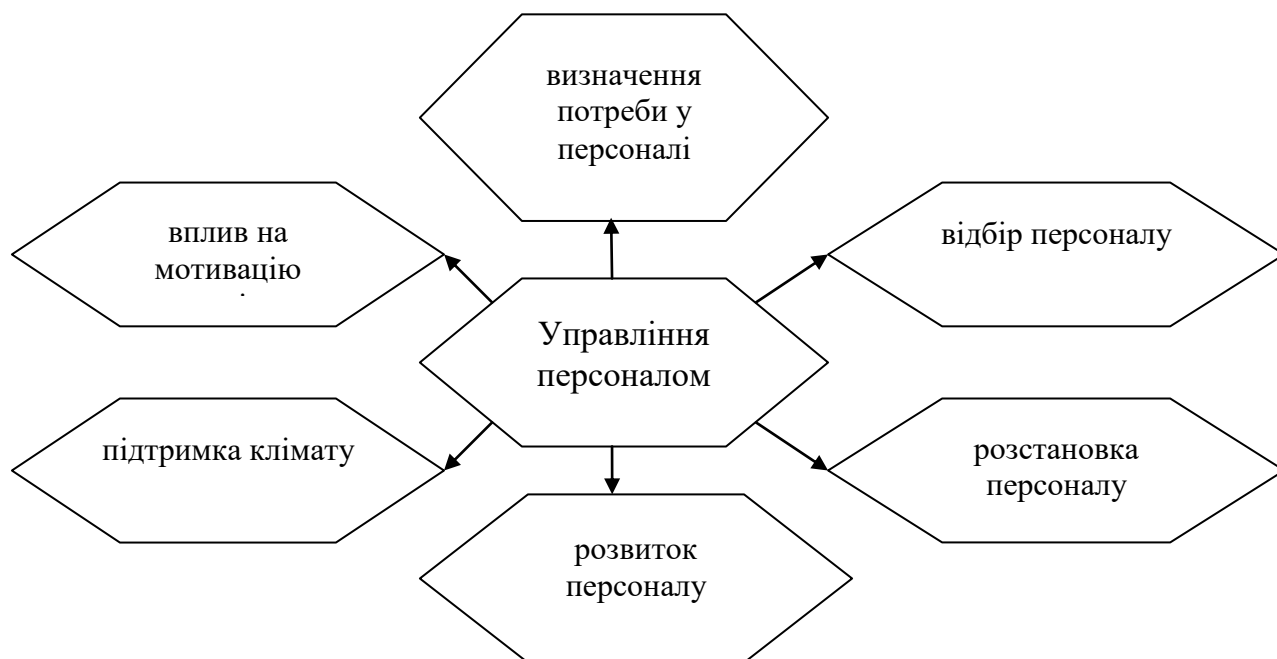 визначення
потреби у
персоналі
вплив на
мотивацію
відбір персоналу
Управління
персоналом
підтримка клімату
розстановка
персоналу
розвиток
персоналу